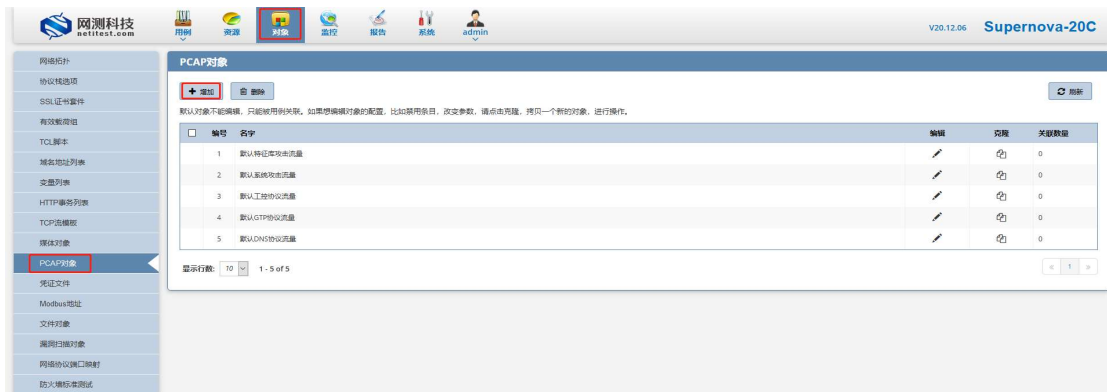 网测科技
netitest.com
用例
资源
对象
监控
报告
系统
admin
V20.12.06
Supernova-20C
网络拓扑
协议栈选项
SSL证书套件
有效载荷组
TCL脚本
域名地址列表
变量列表
HTTP事务列表
TCP流模板
媒体对象
PCAP对象
凭证文件
Modbus地址
文件对象
漏洞扫描对象
网络协议端口映射
防火墙标准测试
PCAP对象
增加
删除
刷新
默认对象不能编辑，只能被用例关联。如果想编辑对象的配置，比如禁用条目，改变参数，请点击克隆，拷贝一个新的对象，进行操作。
编号 名字 编辑 克隆 关联数量
1 默认特征库攻击流量 0
2 默认系统攻击流量 0
3 默认工控协议流量 0
4 默认GTP协议流量 0
5 默认DNS协议流量 0
显示行数: 10 1 - 5 of 5
« 1 »